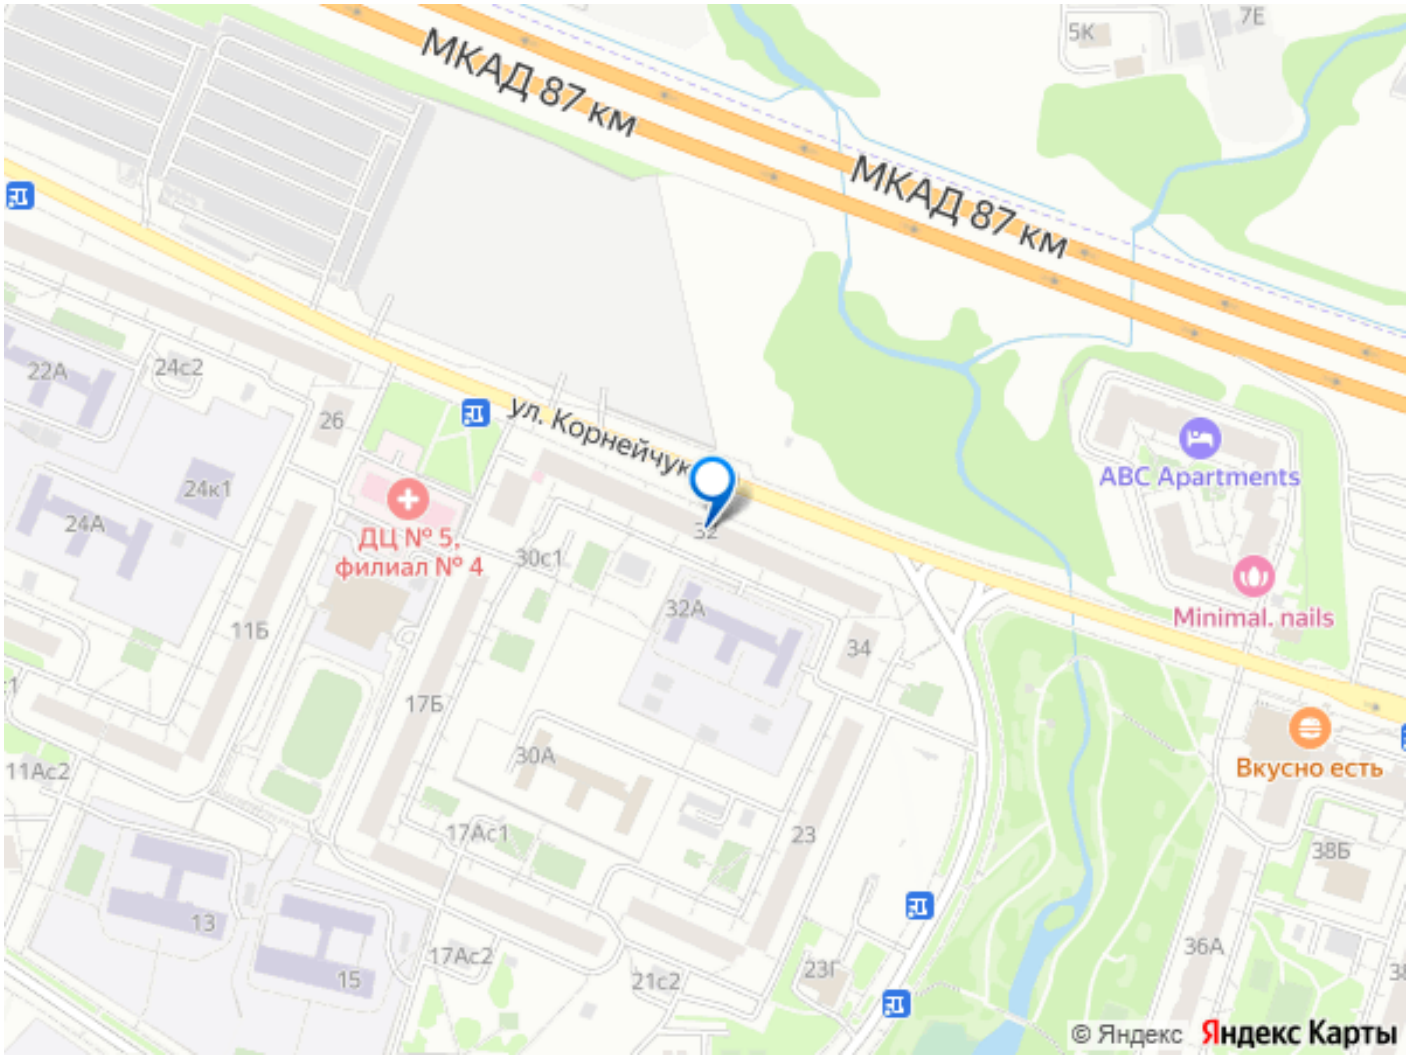 7Е
5К
МКАД 87 км
МКАД 87 км
22А
24с2
26
ул. Корнейчук
ABC Apartments
24к1
24А
ДЦ № 5,
филиал № 4
32
30с1
32А
Minimal. nails
11Б
34
17Б
30А
11Ас2
Вкусно есть
17Ас1
23
38Б
13
15
17Ас2
21с2
23Г
36А
© Яндекс Яндекс Карты